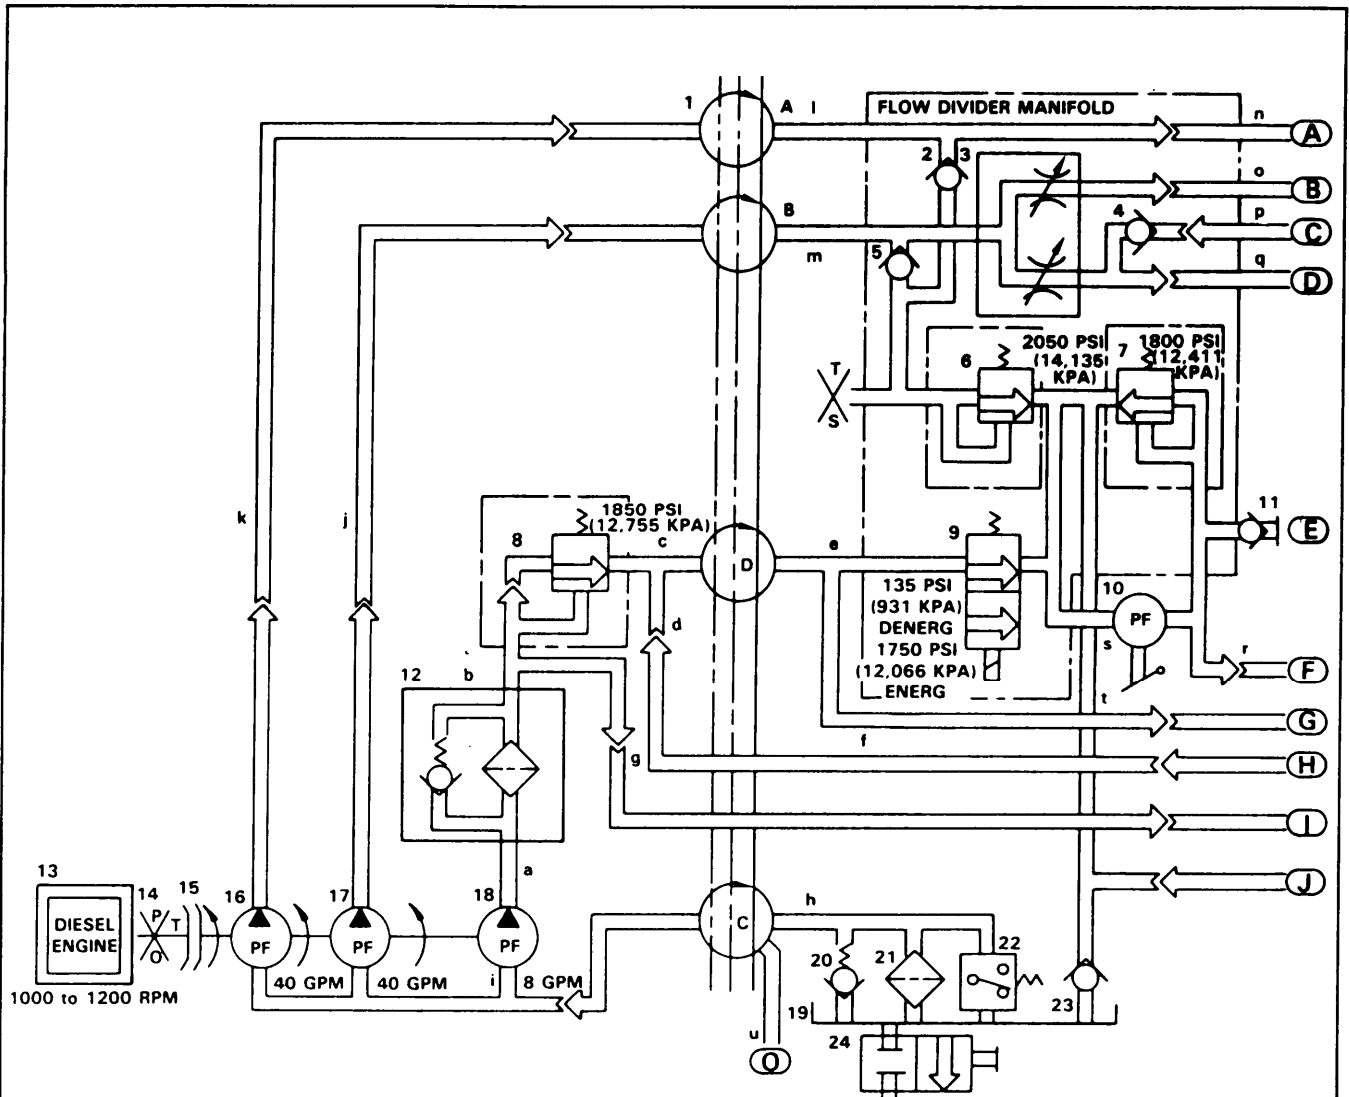 1
A
l
FLOW DIVIDER MANIFOLD
n
A
2
3
o
B
B
4
p
C
m
5
q
D
T
S
6
2050 PSI
(14,135
KPA)
7
1800 PSI
(12,411
KPA)
k
j
8
1850 PSI
(12,755 KPA)
c
D
e
9
11
E
135 PSI
(931 KPA)
DENERG
1750 PSI
(12,066 KPA)
ENERG
10
PF
s
d
r
F
12
b
t
G
f
g
H
I
a
J
13
DIESEL
ENGINE
1000 to 1200 RPM
14
P
T
O
15
16
PF
40 GPM
17
PF
40 GPM
18
PF
i
8 GPM
C
h
20
21
22
19
23
u
O
24